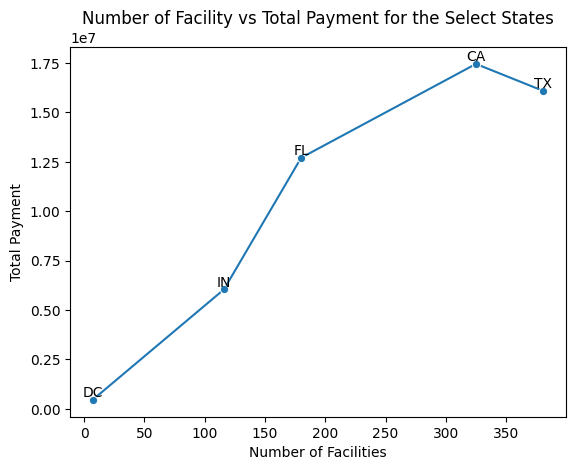 Number of Facility vs Total Payment for the Select States
1e7
1.75
1.50
1.25
1.00
0.75
0.50
0.25
0.00
Total Payment
CA
TX
FL
IN
DC
0 50 100 150 200 250 300 350
Number of Facilities